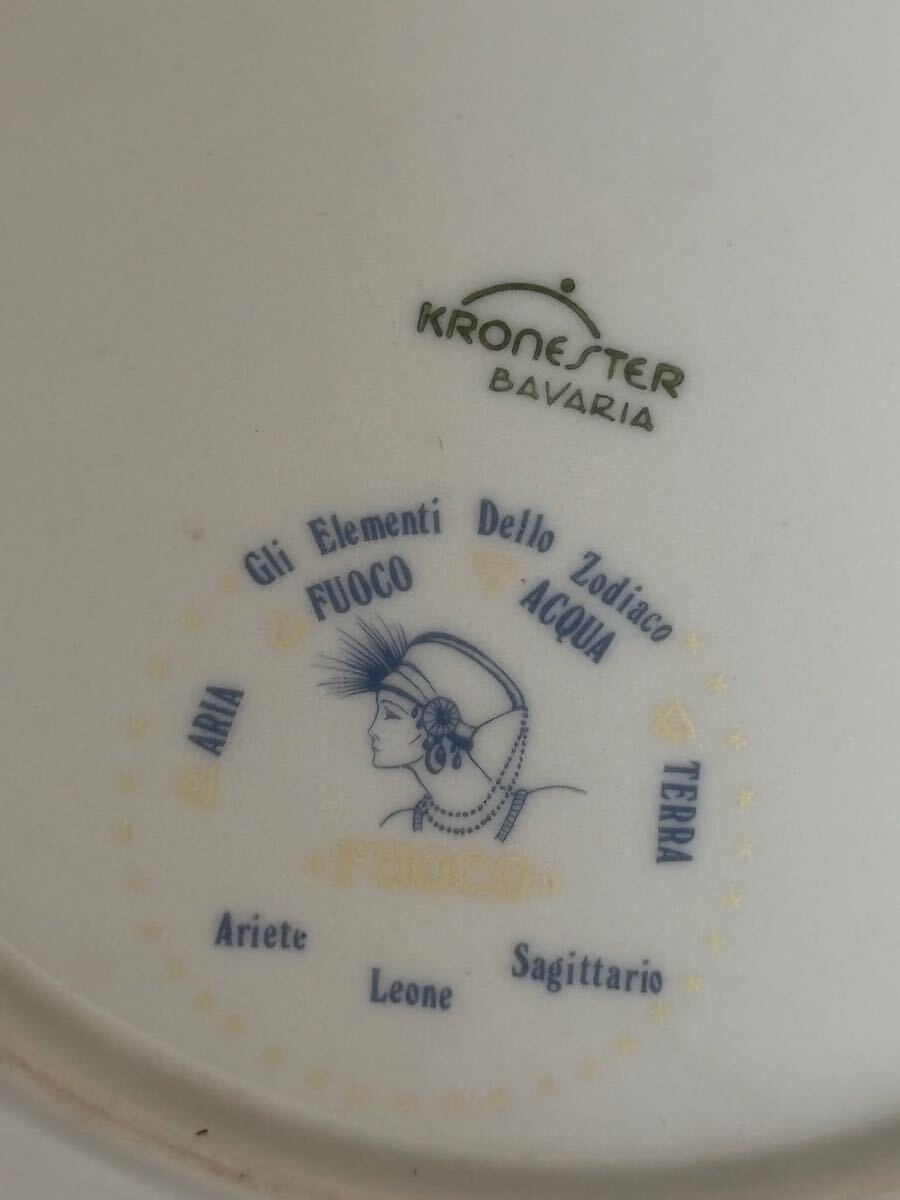 KRONESTER
BAVARIA
Gli Elementi Dello Zodiaco
FUOCO
ACQUA
ARIA
TERRA
FUOCO
Ariete
Leone
Sagittario